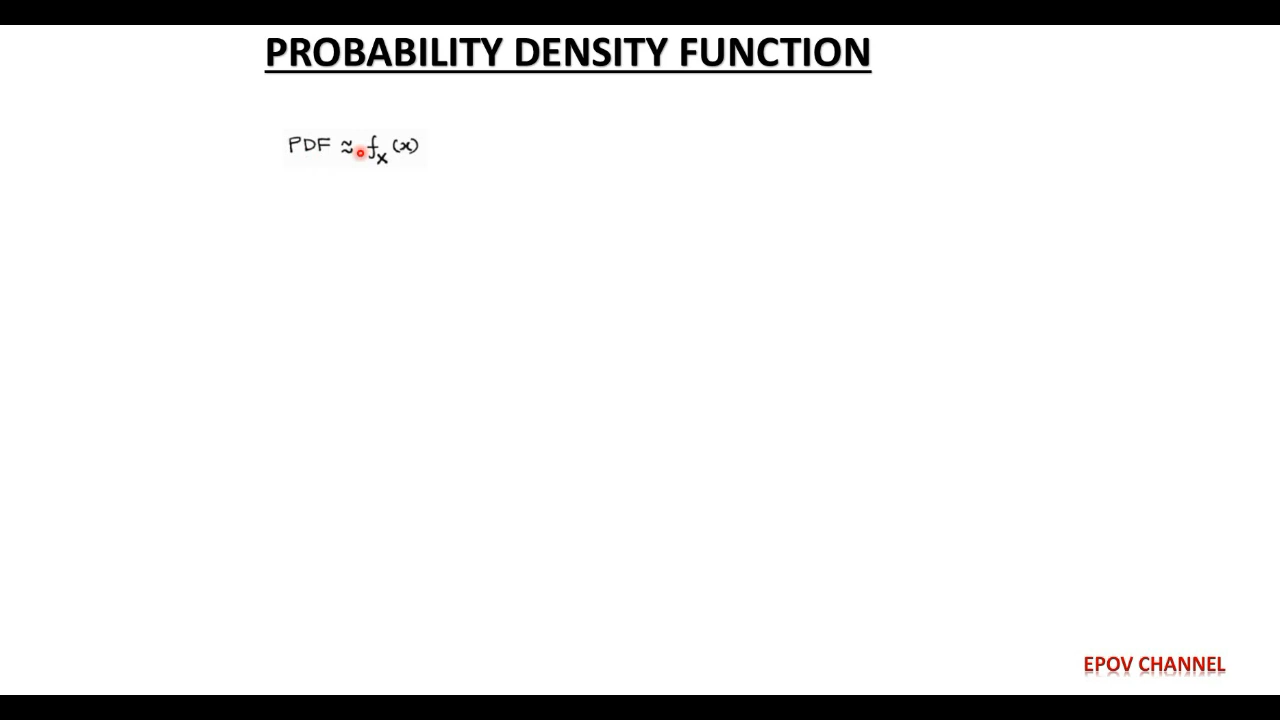 PROBABILITY DENSITY FUNCTION
PDF ≈ fₓ(x)
EPOV CHANNEL